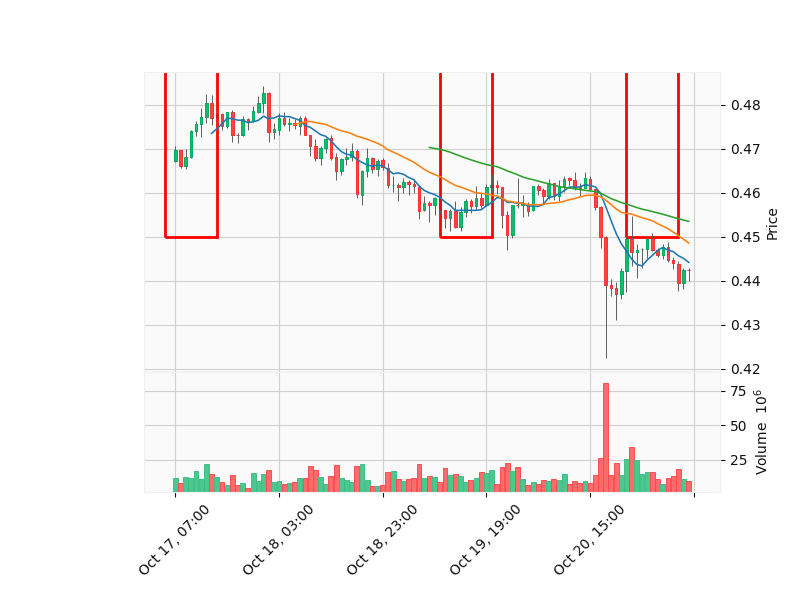 0.48
0.47
0.46
0.45
0.44
0.43
0.42
Price
75
50
25
Volume 10⁶
Oct 17, 07:00
Oct 18, 03:00
Oct 18, 23:00
Oct 19, 19:00
Oct 20, 15:00